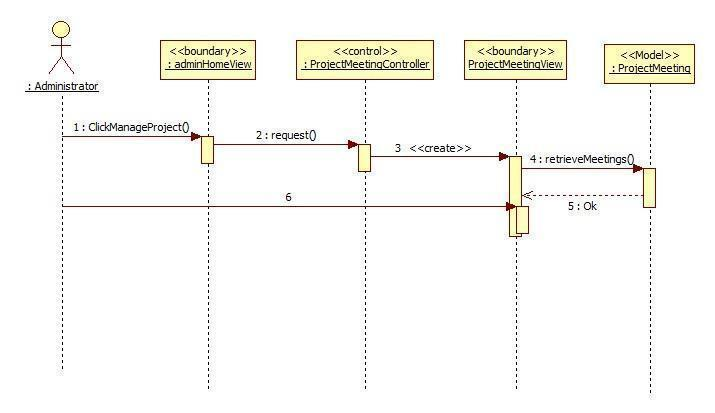 <<boundary>>
: adminHomeView
<<control>>
: ProjectMeetingController
<<boundary>>
ProjectMeetingView
<<Model>>
: ProjectMeeting
: Administrator
1 : ClickManageProject()
2 : request()
3 <<create>>
4 : retrieveMeetings()
5 : Ok
6